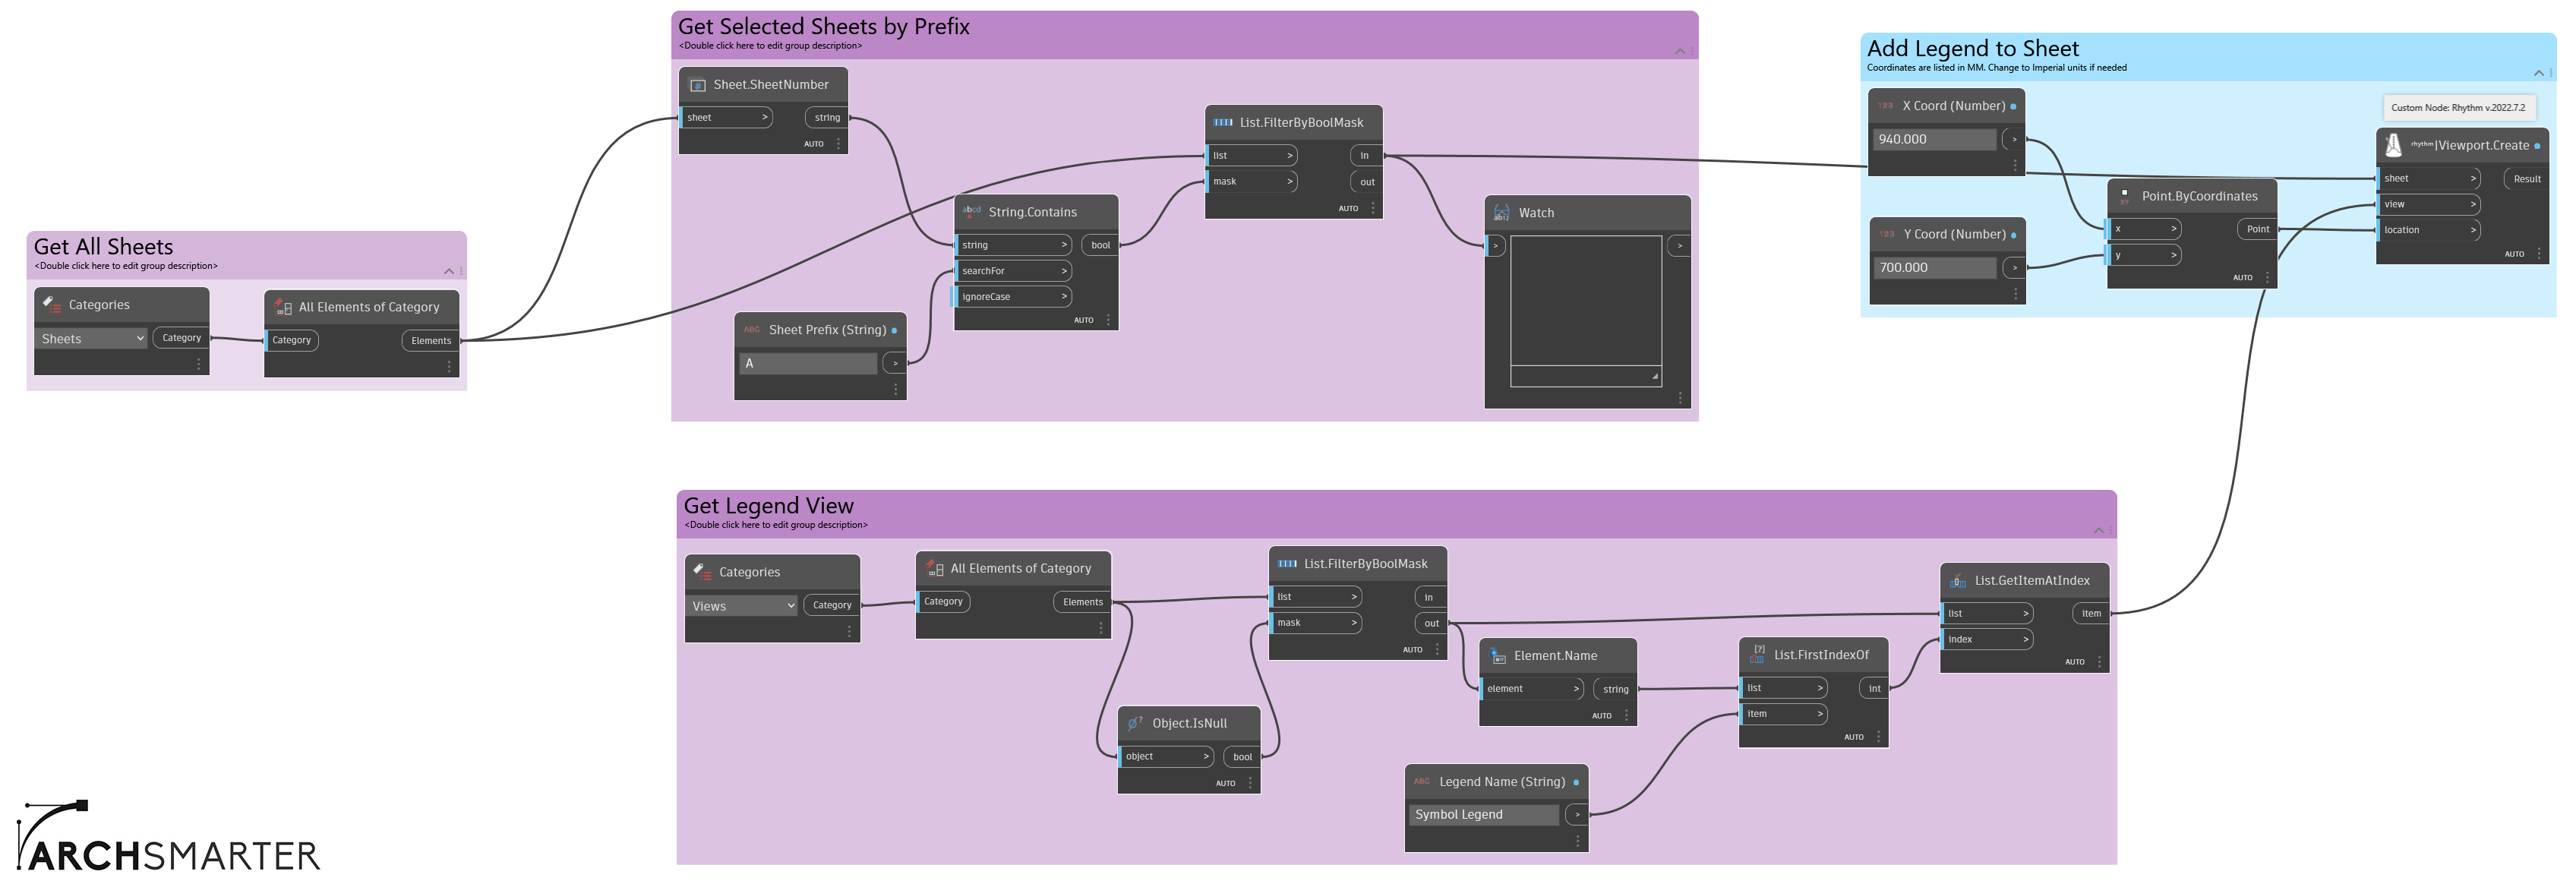 Get Selected Sheets by Prefix
<Double click here to edit group description>
Sheet.SheetNumber
sheet >
string
AUTO
List.FilterByBoolMask
list >
in
mask >
out
AUTO
String.Contains
string >
bool
searchFor >
ignoreCase >
AUTO
Watch
>
>
Sheet Prefix (String)
A
>
Get All Sheets
<Double click here to edit group description>
Categories
Sheets
Category
All Elements of Category
Category
Elements
Add Legend to Sheet
Coordinates are listed in MM. Change to Imperial units if needed
X Coord (Number)
940.000
>
Y Coord (Number)
700.000
>
Custom Node: Rhythm v.2022.7.2
rhythm|Viewport.Create
sheet >
Result
view >
location >
AUTO
Point.ByCoordinates
x >
Point
y >
AUTO
Get Legend View
<Double click here to edit group description>
Categories
Views
Category
All Elements of Category
Category
Elements
List.FilterByBoolMask
list >
in
mask >
out
AUTO
Object.IsNull
object >
bool
AUTO
Element.Name
element >
string
AUTO
Legend Name (String)
Symbol Legend
>
List.FirstIndexOf
list >
int
item >
AUTO
List.GetItemAtIndex
list >
item
index >
AUTO
ARCHSMARTER